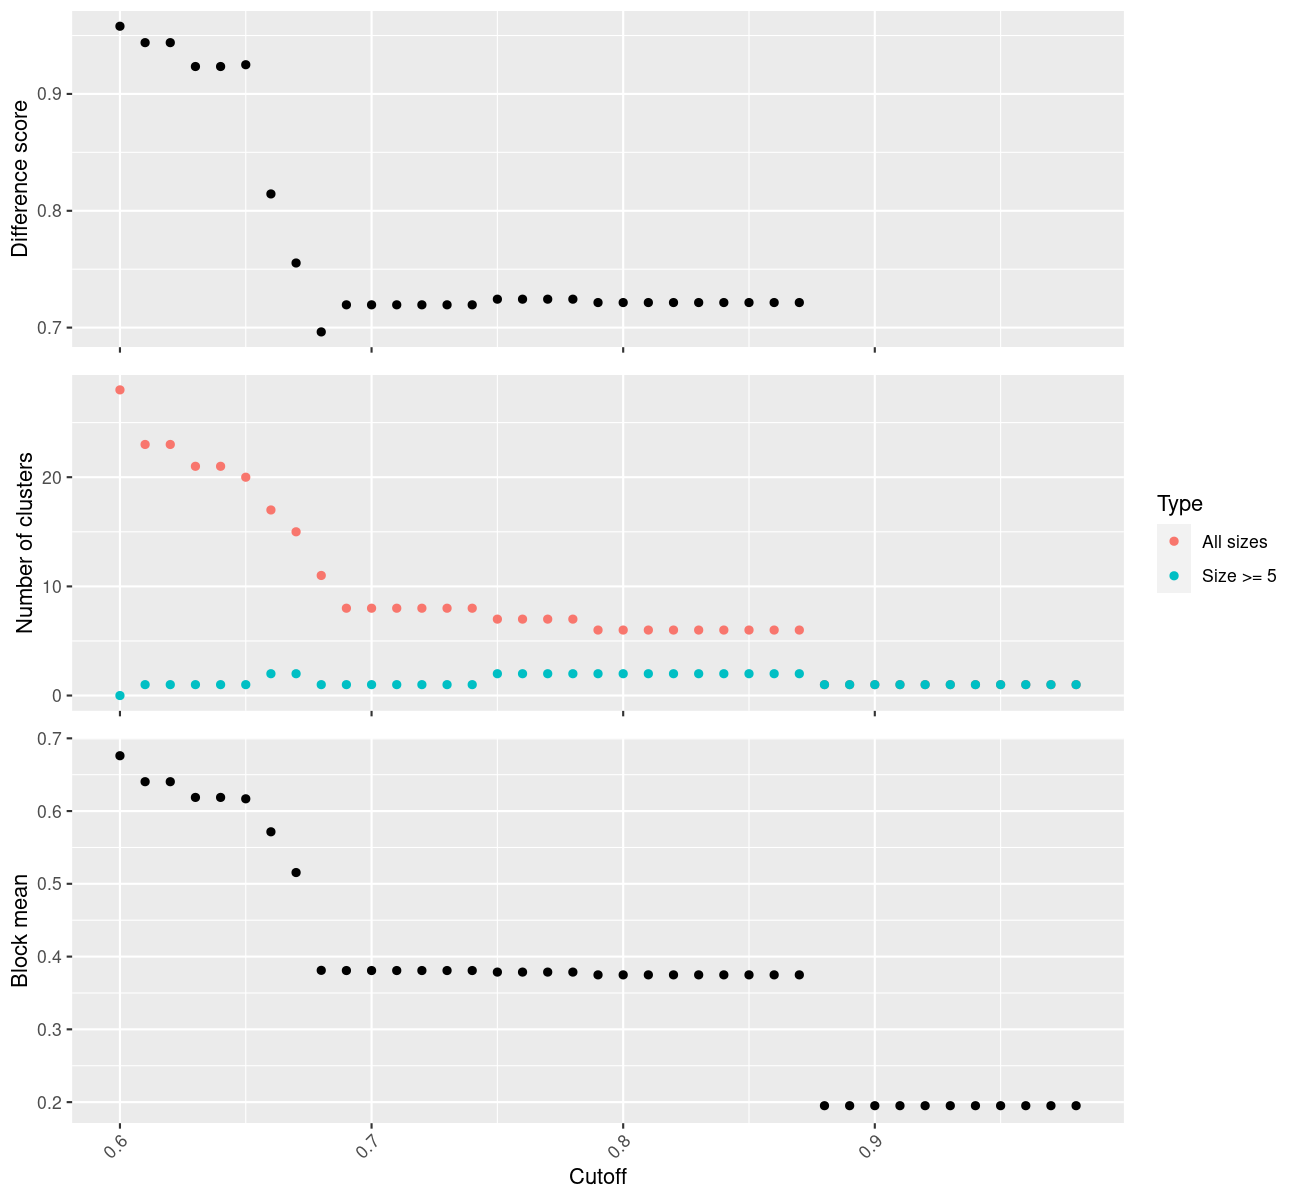 Difference score
0.9
0.8
0.7
Number of clusters
20
10
0
Type
All sizes
Size >= 5
Block mean
0.7
0.6
0.5
0.4
0.3
0.2
0.6
0.7
0.8
0.9
Cutoff